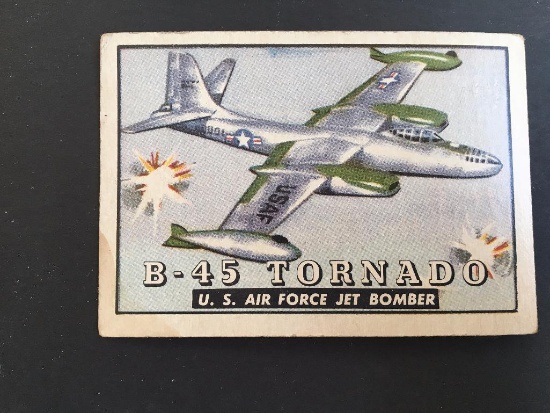 USAF
B-45 TORNADO
U. S. AIR FORCE JET BOMBER